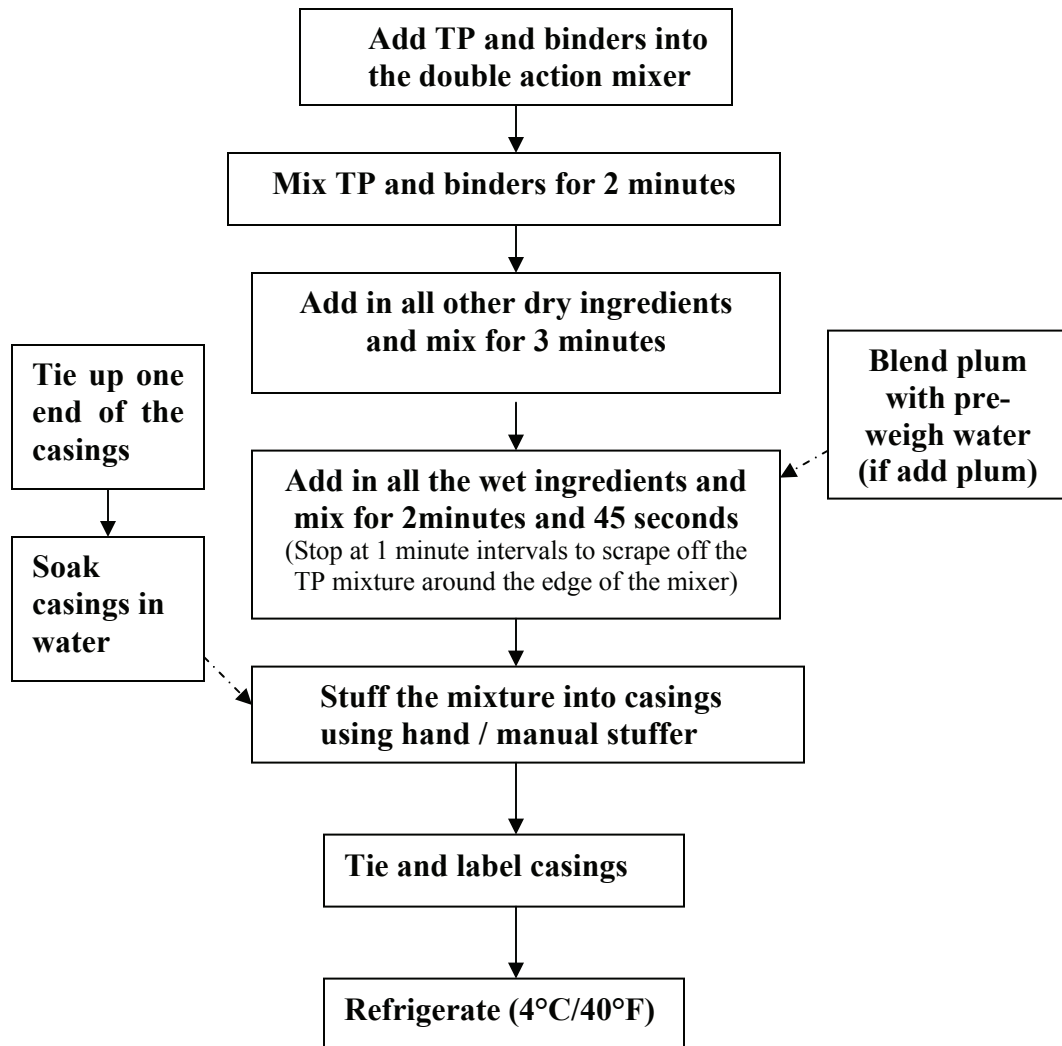 Add TP and binders into
the double action mixer
Mix TP and binders for 2 minutes
Add in all other dry ingredients
and mix for 3 minutes
Tie up one
end of the
casings
Blend plum
with pre-
weigh water
(if add plum)
Add in all the wet ingredients and
mix for 2minutes and 45 seconds
(Stop at 1 minute intervals to scrape off the
TP mixture around the edge of the mixer)
Soak
casings in
water
Stuff the mixture into casings
using hand / manual stuffer
Tie and label casings
Refrigerate (4°C/40°F)